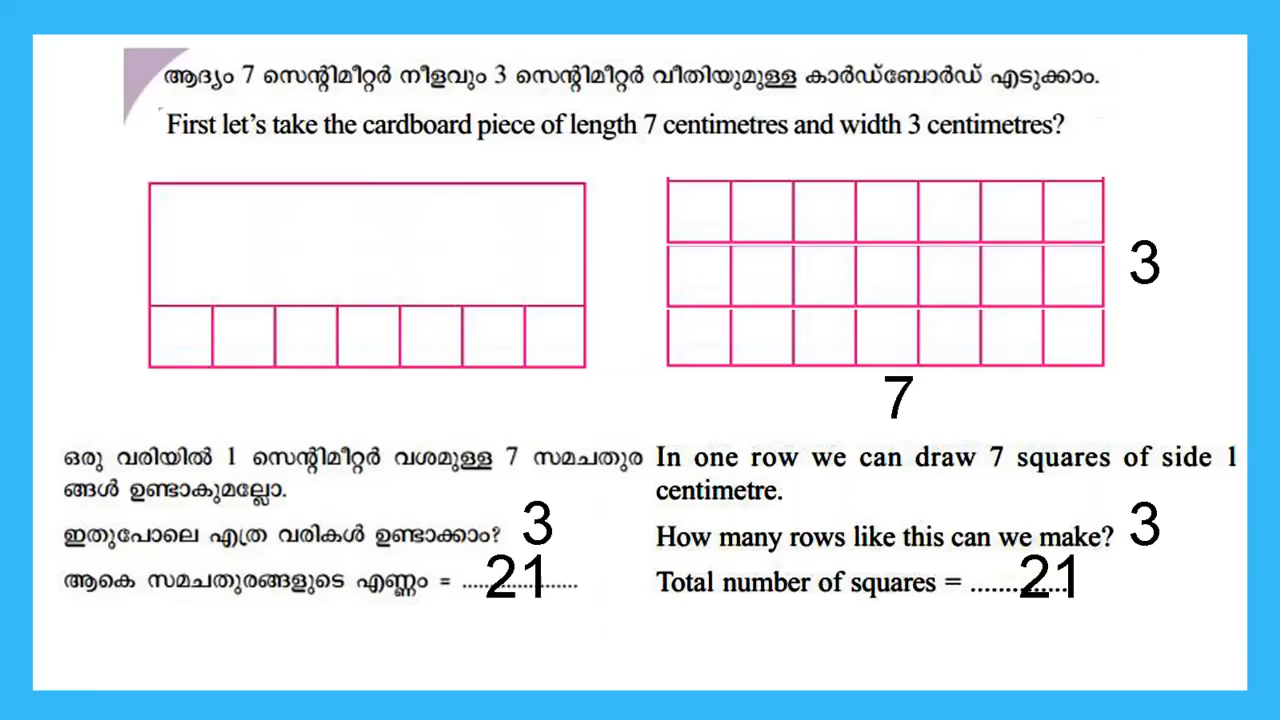 ആദ്യം 7 സെന്റിമീറ്റർ നീളവും 3 സെന്റിമീറ്റർ വീതിയുമുള്ള കാർഡ്ബോർഡ് എടുക്കാം.
First let's take the cardboard piece of length 7 centimetres and width 3 centimetres?
3
7
ഒരു വരിയിൽ 1 സെന്റിമീറ്റർ വശമുള്ള 7 സമചതുര
ങ്ങൾ ഉണ്ടാകുമല്ലോ.
ഇതുപോലെ എത്ര വരികൾ ഉണ്ടാക്കാം? 3
ആകെ സമചതുരങ്ങളുടെ എണ്ണം = .....21.....
In one row we can draw 7 squares of side 1
centimetre.
How many rows like this can we make? 3
Total number of squares = .......21